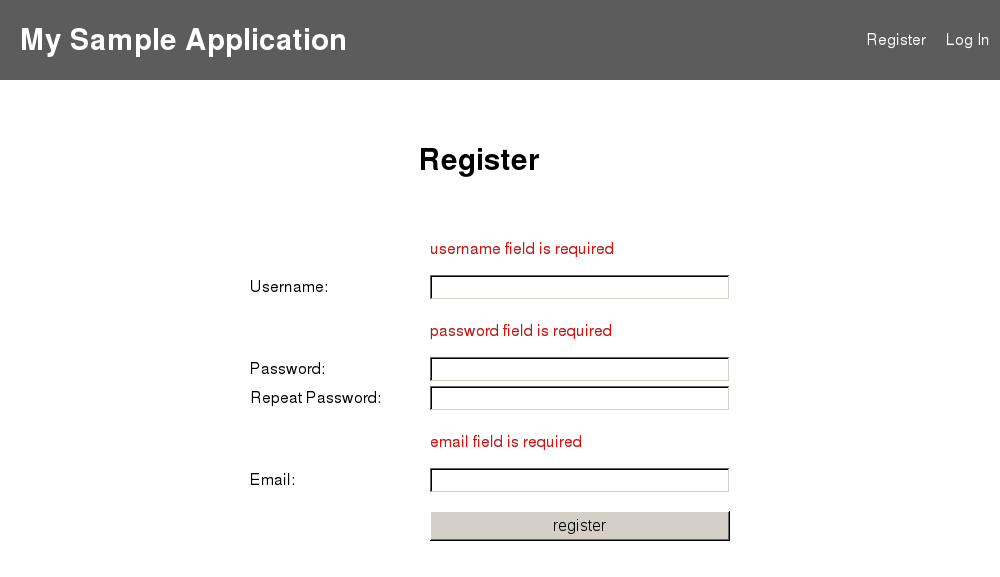 My Sample Application
Register Log In
Register
username field is required
Username:
password field is required
Password:
Repeat Password:
email field is required
Email:
register